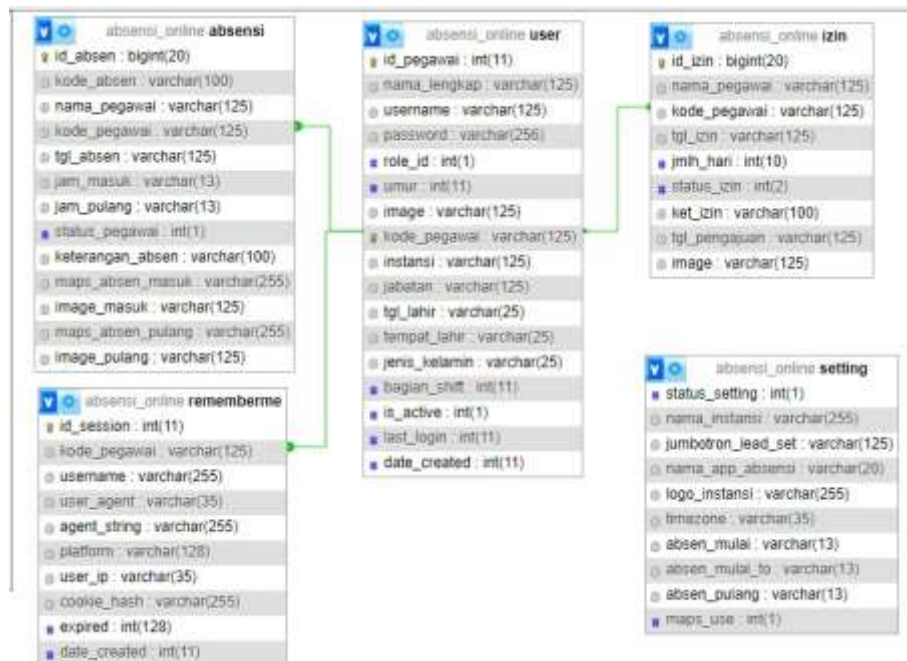 absensi_online absensi
id_absen : bigint(20)
kode_absen : varchar(100)
nama_pegawai : varchar(125)
kode_pegawai : varchar(125)
tgl_absen : varchar(125)
jam_masuk : varchar(13)
jam_pulang : varchar(13)
status_pegawai : int(1)
keterangan_absen : varchar(100)
maps_absen_masuk : varchar(255)
image_masuk : varchar(125)
maps_absen_pulang : varchar(255)
image_pulang : varchar(125)
absensi_online rememberme
id_session : int(11)
kode_pegawai : varchar(125)
username : varchar(255)
user_agent : varchar(35)
agent_string : varchar(255)
platform : varchar(128)
user_ip : varchar(35)
cookie_hash : varchar(255)
expired : int(128)
date_created : int(11)
absensi_online user
id_pegawai : int(11)
nama_lengkap : varchar(125)
username : varchar(125)
password : varchar(256)
role_id : int(1)
umur : int(11)
image : varchar(125)
kode_pegawai : varchar(125)
instansi : varchar(125)
jabatan : varchar(125)
tgl_lahir : varchar(25)
tempat_lahir : varchar(25)
jenis_kelamin : varchar(25)
bagian_shift : int(11)
is_active : int(1)
last_login : int(11)
date_created : int(11)
absensi_online izin
id_izin : bigint(20)
nama_pegawai : varchar(125)
kode_pegawai : varchar(125)
tgl_izin : varchar(125)
jmlh_hari : int(10)
status_izin : int(2)
ket_izin : varchar(100)
tgl_pengajuan : varchar(125)
image : varchar(125)
absensi_online setting
status_setting : int(1)
nama_instansi : varchar(255)
jumbotron_lead_set : varchar(125)
nama_app_absensi : varchar(20)
logo_instansi : varchar(255)
timezone : varchar(35)
absen_mulai : varchar(13)
absen_mulai_to : varchar(13)
absen_pulang : varchar(13)
maps_use : int(1)